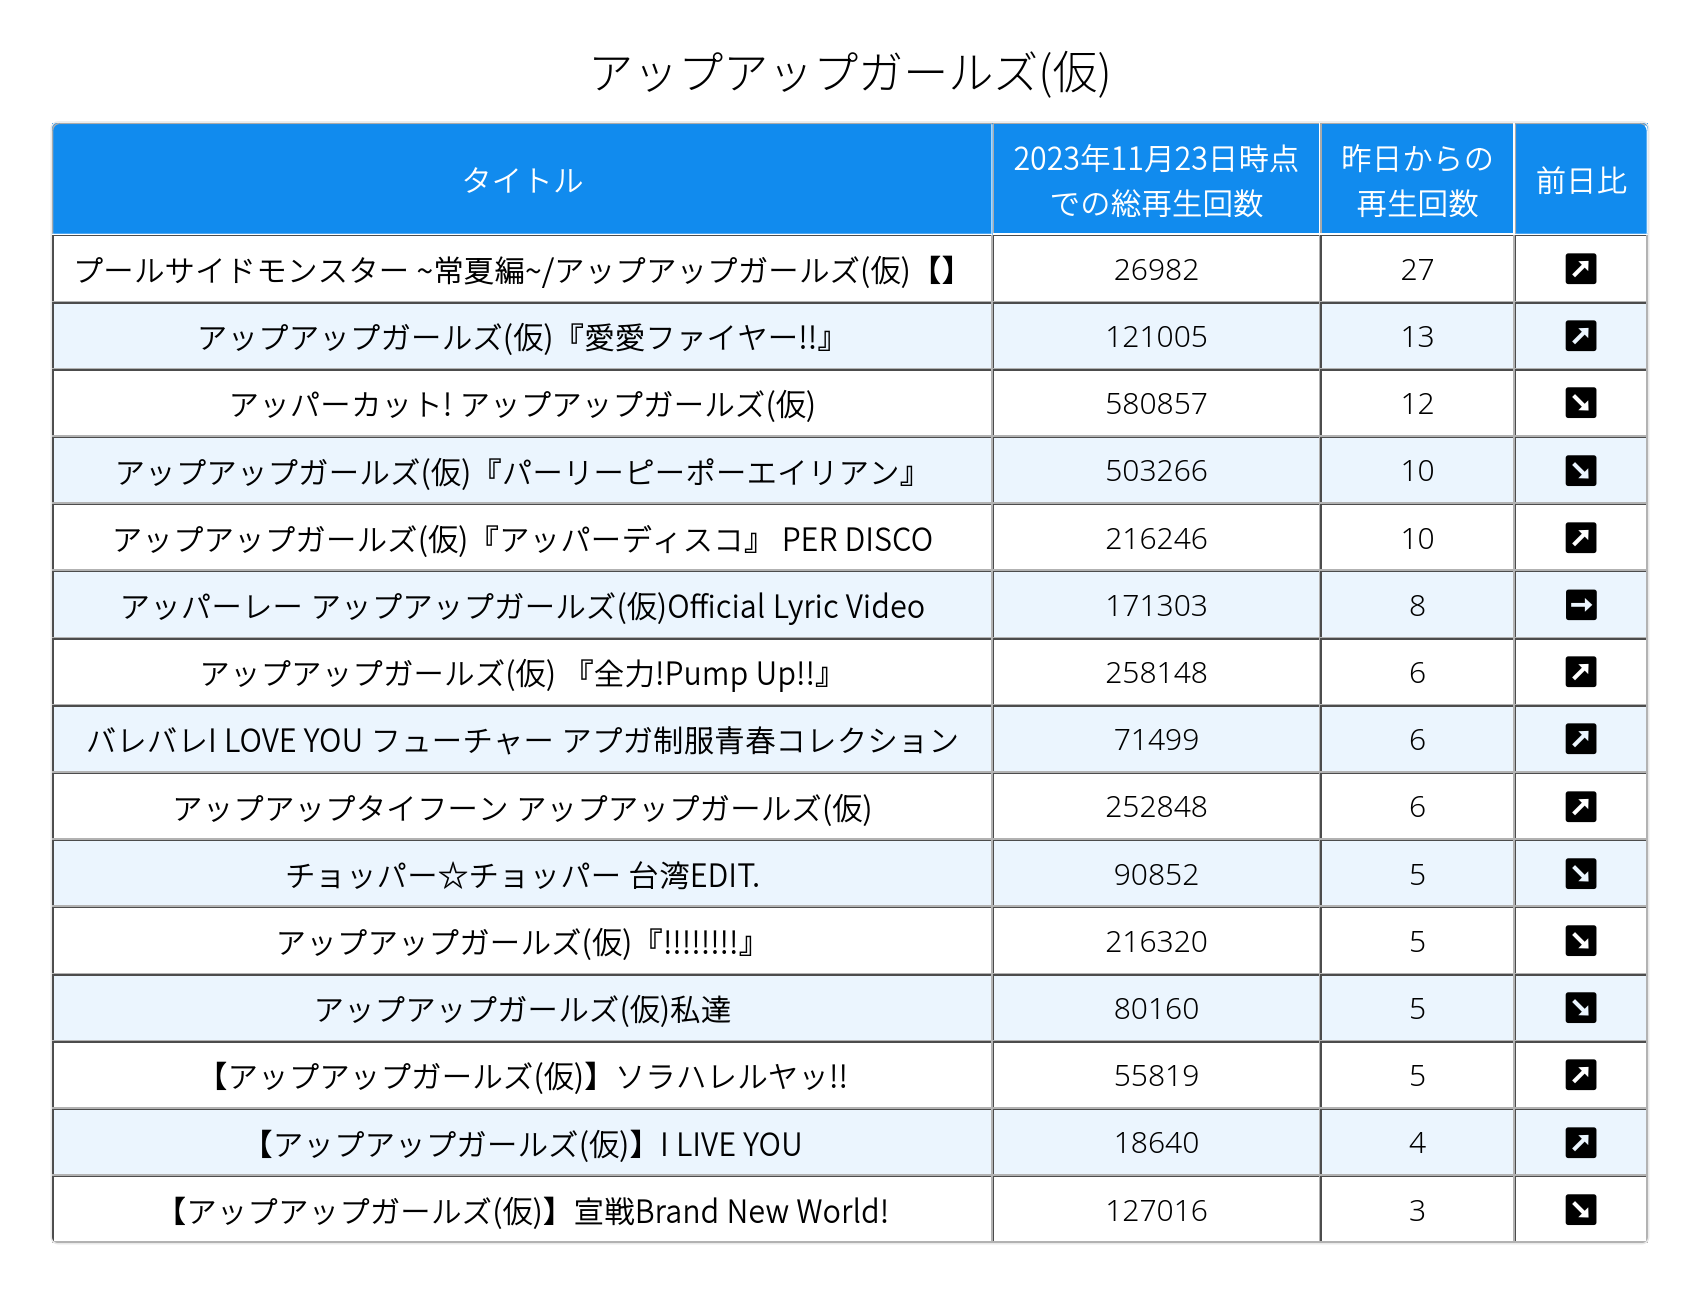 アップアップガールズ(仮)
タイトル 2023年11月23日時点での総再生回数 昨日からの再生回数 前日比
プールサイドモンスター ~常夏編~/アップアップガールズ(仮)【】 26982 27
アップアップガールズ(仮)『愛愛ファイヤー!!』 121005 13
アッパーカット! アップアップガールズ(仮) 580857 12
アップアップガールズ(仮)『パーリーピーポーエイリアン』 503266 10
アップアップガールズ(仮)『アッパーディスコ』 PER DISCO 216246 10
アッパーレー アップアップガールズ(仮)Official Lyric Video 171303 8
アップアップガールズ(仮) 『全力!Pump Up!!』 258148 6
バレバレI LOVE YOU フューチャー アプガ制服青春コレクション 71499 6
アップアップタイフーン アップアップガールズ(仮) 252848 6
チョッパー☆チョッパー 台湾EDIT. 90852 5
アップアップガールズ(仮)『!!!!!!!!』 216320 5
アップアップガールズ(仮)私達 80160 5
【アップアップガールズ(仮)】ソラハレルヤッ!! 55819 5
【アップアップガールズ(仮)】I LIVE YOU 18640 4
【アップアップガールズ(仮)】宣戦Brand New World! 127016 3